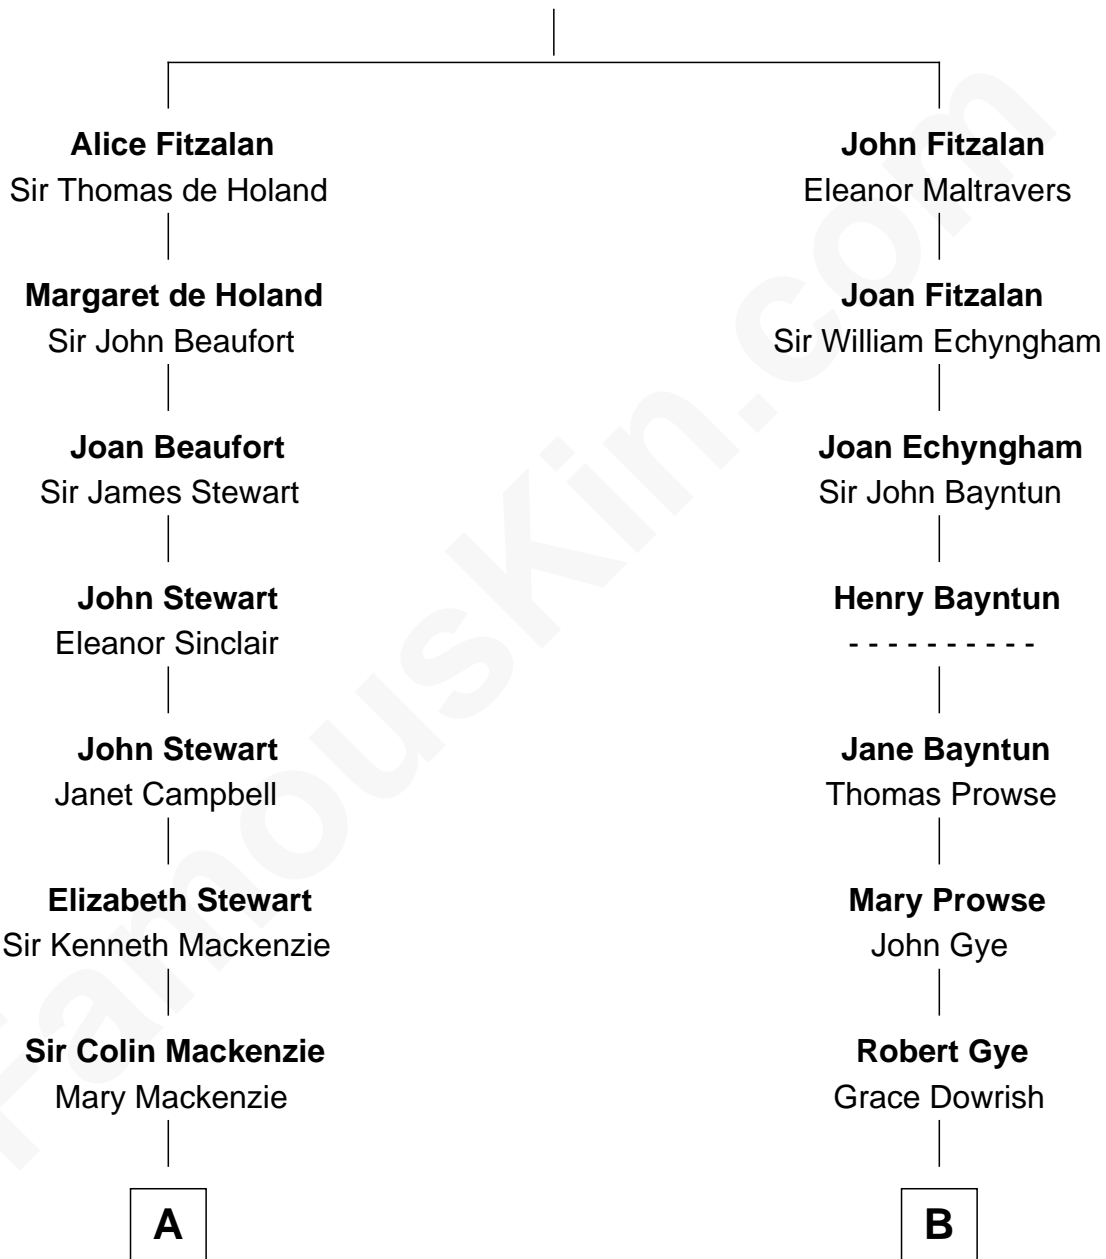 Alice Fitzalan
Sir Thomas de Holand
Margaret de Holand
Sir John Beaufort
Joan Beaufort
Sir James Stewart
John Stewart
Eleanor Sinclair
John Stewart
Janet Campbell
Elizabeth Stewart
Sir Kenneth Mackenzie
Sir Colin Mackenzie
Mary Mackenzie
A
John Fitzalan
Eleanor Maltravers
Joan Fitzalan
Sir William Echyngham
Joan Echyngham
Sir John Bayntun
Henry Bayntun
- - - - - - - - - -
Jane Bayntun
Thomas Prowse
Mary Prowse
John Gye
Robert Gye
Grace Dowrish
B
FamousKin.com